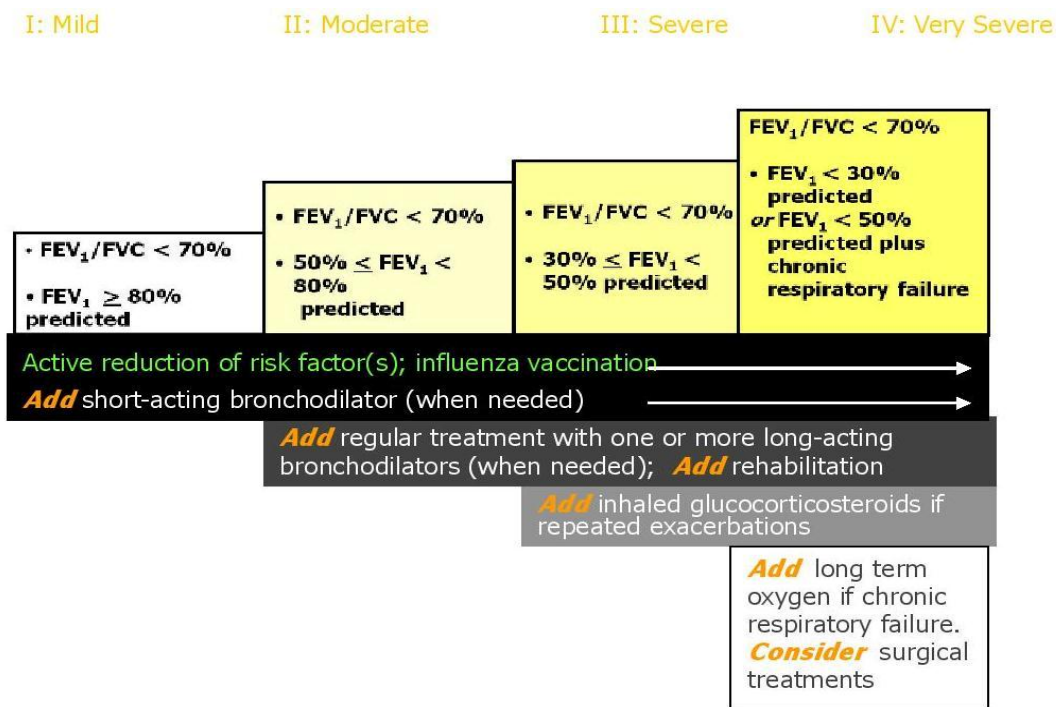 I: Mild
II: Moderate
III: Severe
IV: Very Severe
• FEV₁/FVC < 70%
• FEV₁ ≥ 80%
predicted
• FEV₁/FVC < 70%
• 50% ≤ FEV₁ <
80%
predicted
• FEV₁/FVC < 70%
• 30% ≤ FEV₁ <
50% predicted
FEV₁/FVC < 70%
• FEV₁ < 30%
predicted
or FEV₁ < 50%
predicted plus
chronic
respiratory failure
Active reduction of risk factor(s); influenza vaccination
Add short-acting bronchodilator (when needed)
Add regular treatment with one or more long-acting
bronchodilators (when needed); Add rehabilitation
Add inhaled glucocorticosteroids if
repeated exacerbations
Add long term
oxygen if chronic
respiratory failure.
Consider surgical
treatments